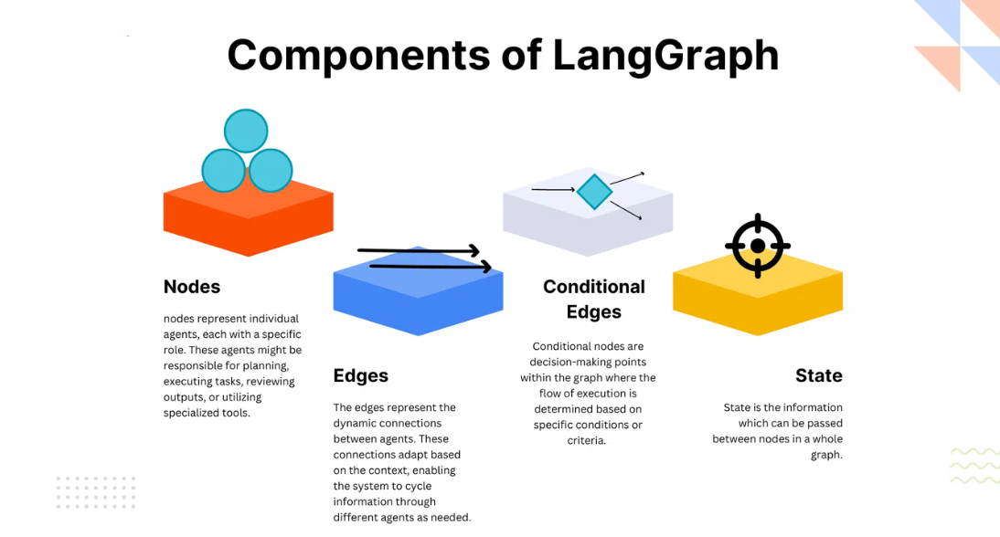 Components of LangGraph
Nodes
nodes represent individual
agents, each with a specific
role. These agents might be
responsible for planning,
executing tasks, reviewing
outputs, or utilizing
specialized tools.
Edges
The edges represent the
dynamic connections
between agents. These
connections adapt based
on the context, enabling
the system to cycle
information through
different agents as needed.
Conditional
Edges
Conditional nodes are
decision-making points
within the graph where the
flow of execution is
determined based on
specific conditions or
criteria.
State
State is the information
which can be passed
between nodes in a whole
graph.